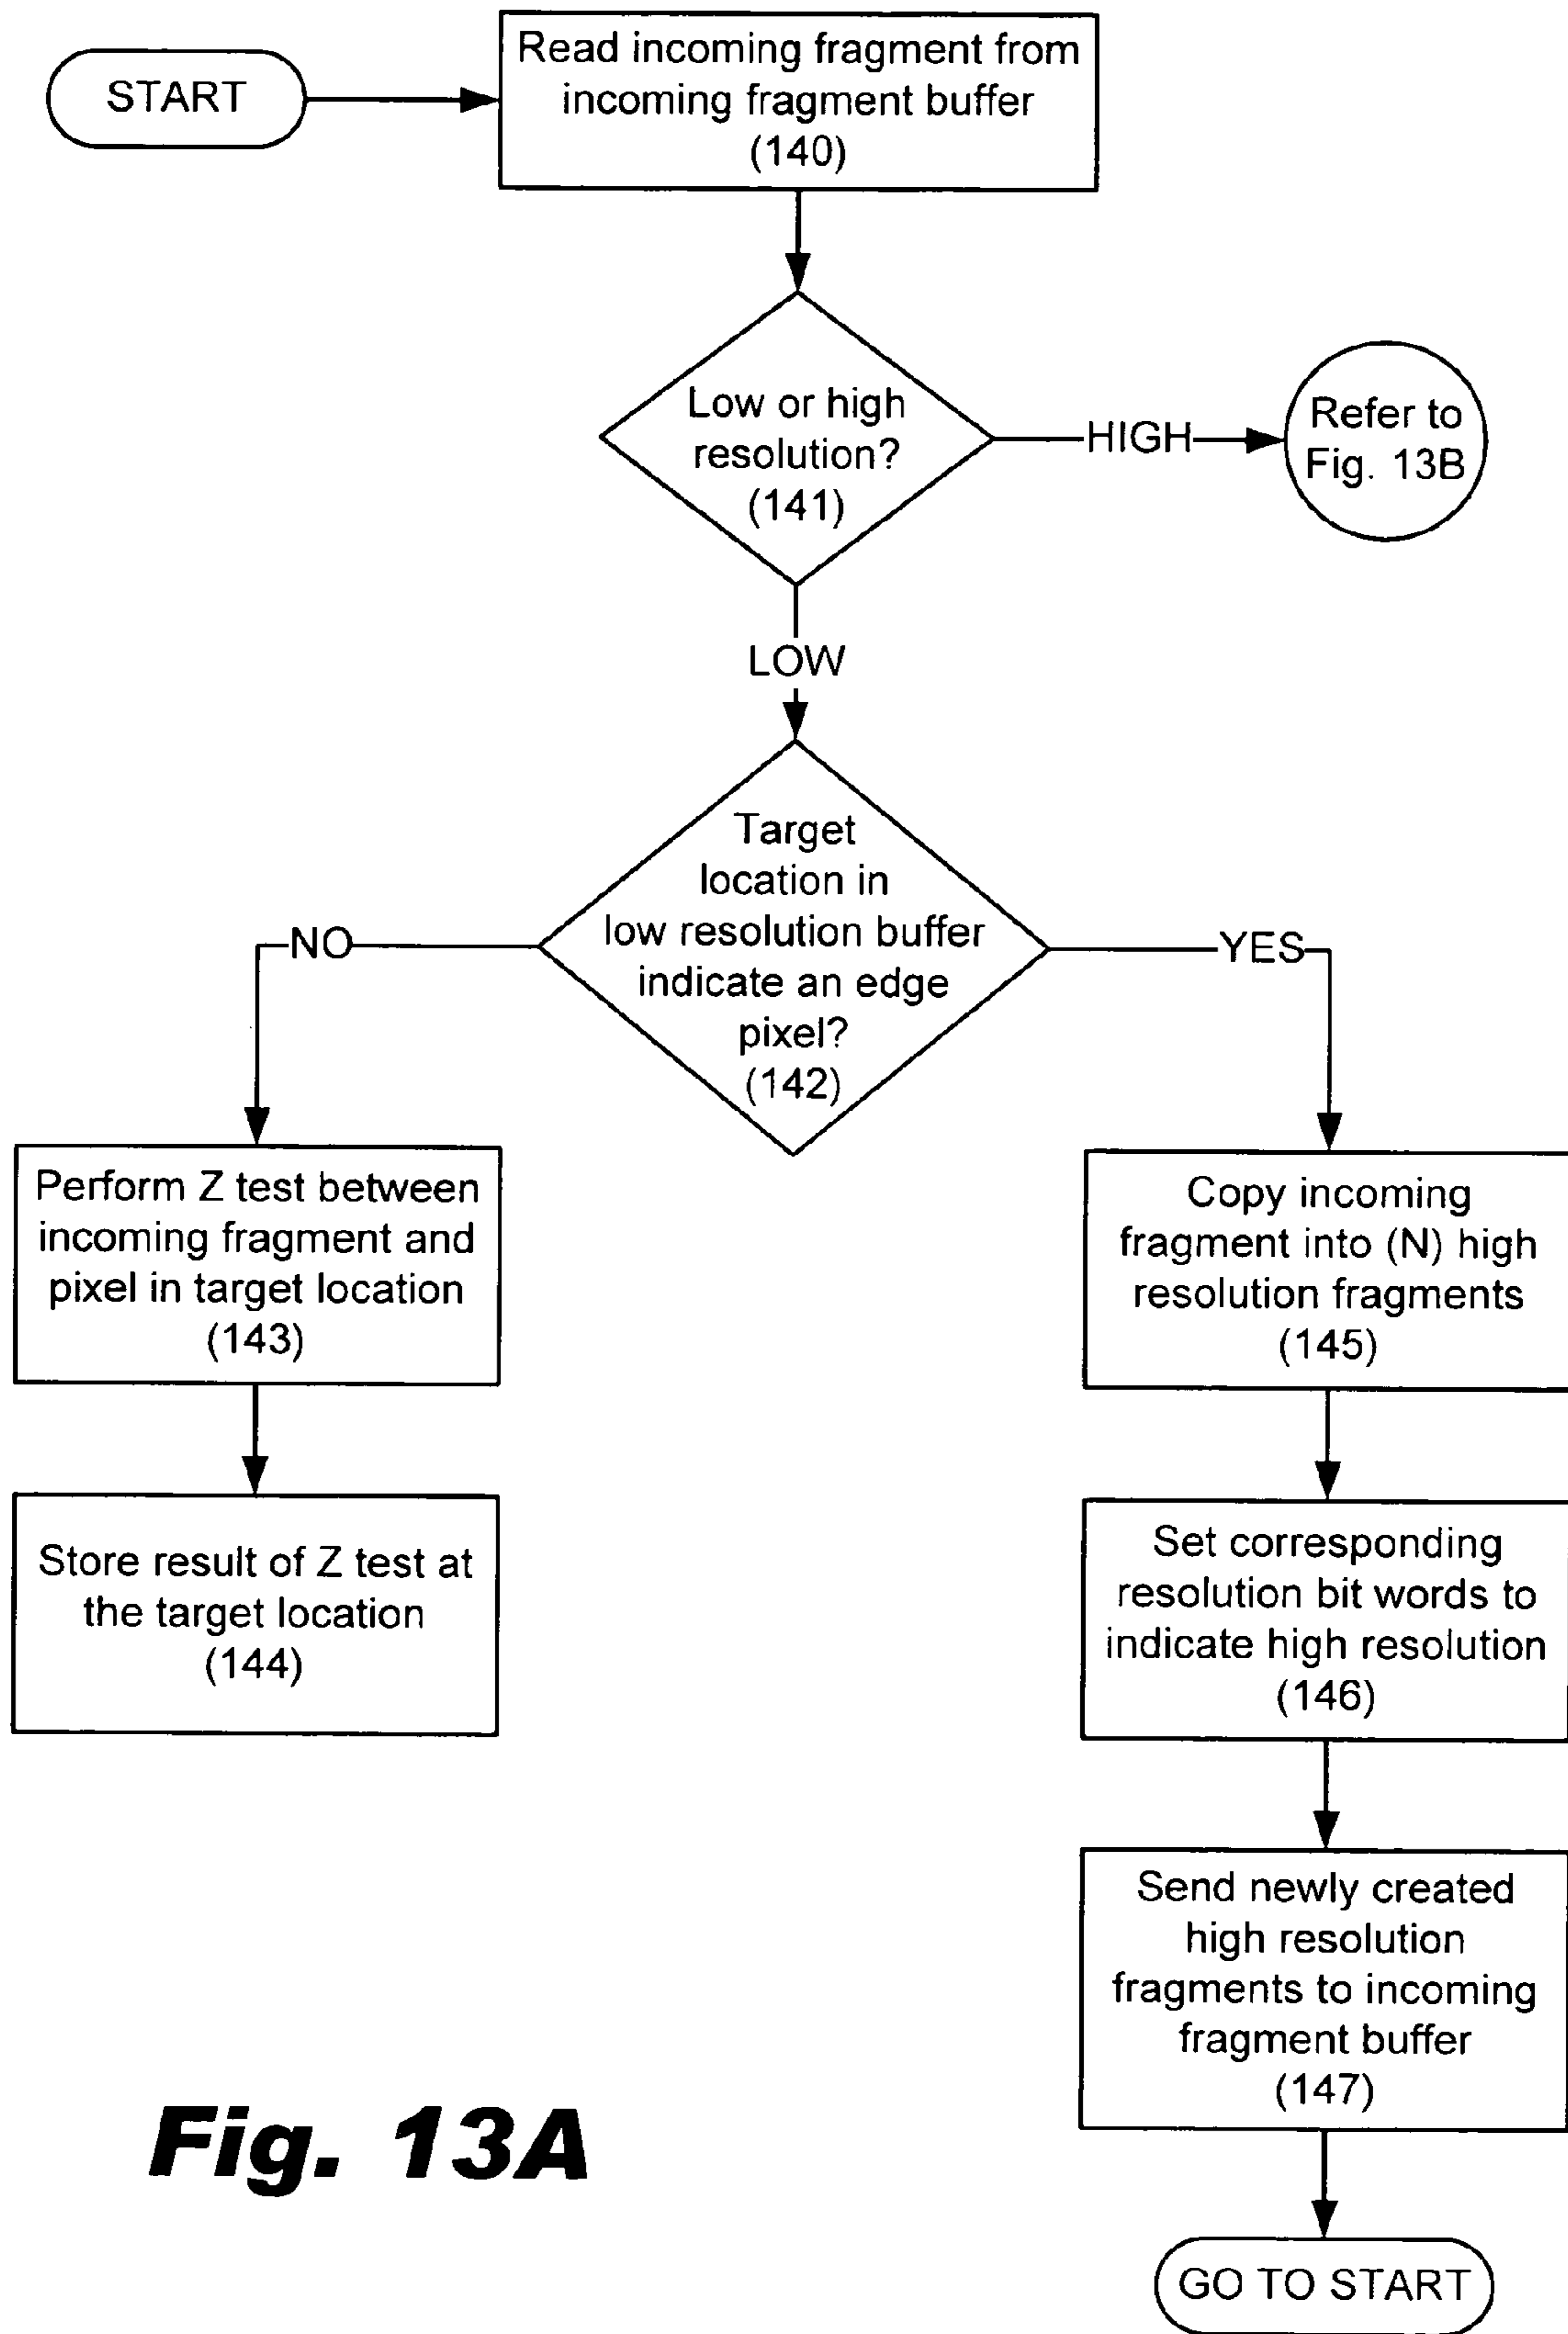 START
Read incoming fragment from
incoming fragment buffer
(140)
Low or high
resolution?
(141)
HIGH
Refer to
Fig. 13B
LOW
Target
location in
low resolution buffer
indicate an edge
pixel?
(142)
NO
YES
Perform Z test between
incoming fragment and
pixel in target location
(143)
Copy incoming
fragment into (N) high
resolution fragments
(145)
Store result of Z test at
the target location
(144)
Set corresponding
resolution bit words to
indicate high resolution
(146)
Send newly created
high resolution
fragments to incoming
fragment buffer
(147)
GO TO START
Fig. 13A